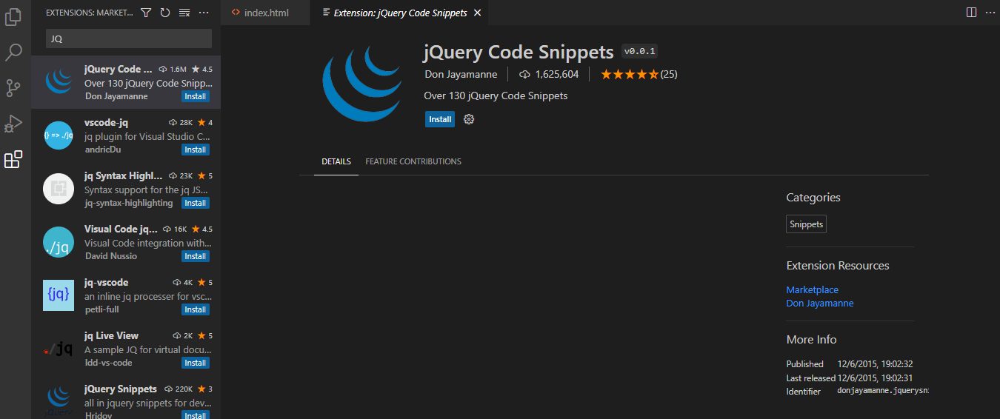 EXTENSIONS: MARKET...
index.html
Extension: jQuery Code Snippets
JQ
jQuery Code ... 1.6M 4.5
Over 130 jQuery Code Snipp...
Don Jayamanne Install
vscode-jq 28K 4
jq plugin for Visual Studio C...
andricDu Install
jq Syntax Highl... 23K 5
Syntax support for the jq JS...
jq-syntax-highlighting Install
Visual Code jq... 16K 4.5
Visual Code integration with...
David Nussio Install
jq-vscode 4K 5
an inline jq processer for vsc...
petli-full Install
jq Live View 2K 5
A sample JQ for virtual docu...
ldd-vs-code Install
jQuery Snippets 220K 3
all in jquery snippets for dev...
Hridoy Install
{} => ./jq
./jq
{jq}
./jq
jQuery Code Snippets v0.0.1
Don Jayamanne 1,625,604 (25)
Over 130 jQuery Code Snippets
Install
DETAILS FEATURE CONTRIBUTIONS
Categories
Snippets
Extension Resources
Marketplace
Don Jayamanne
More Info
Published 12/6/2015, 19:02:32
Last released 12/6/2015, 19:02:31
Identifier donjayamanne.jquerysni